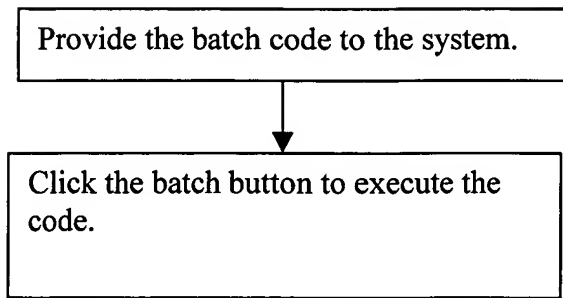 Provide the batch code to the system.
Click the batch button to execute the
code.